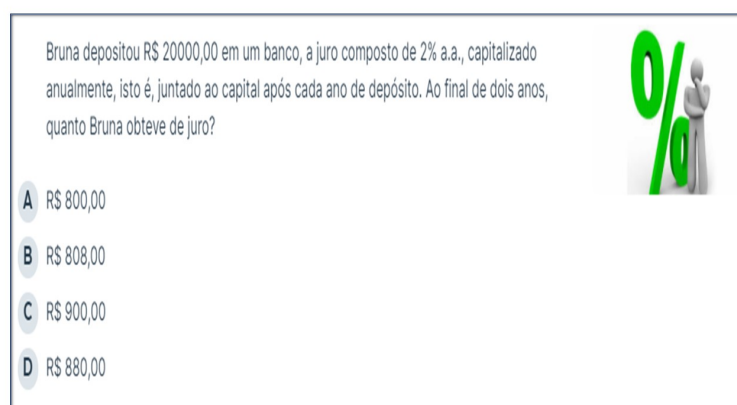 Bruna depositou R$ 20000,00 em um banco, a juro composto de 2% a.a., capitalizado
anualmente, isto é, juntado ao capital após cada ano de depósito. Ao final de dois anos,
quanto Bruna obteve de juro?
A R$ 800,00
B R$ 808,00
C R$ 900,00
D R$ 880,00
%